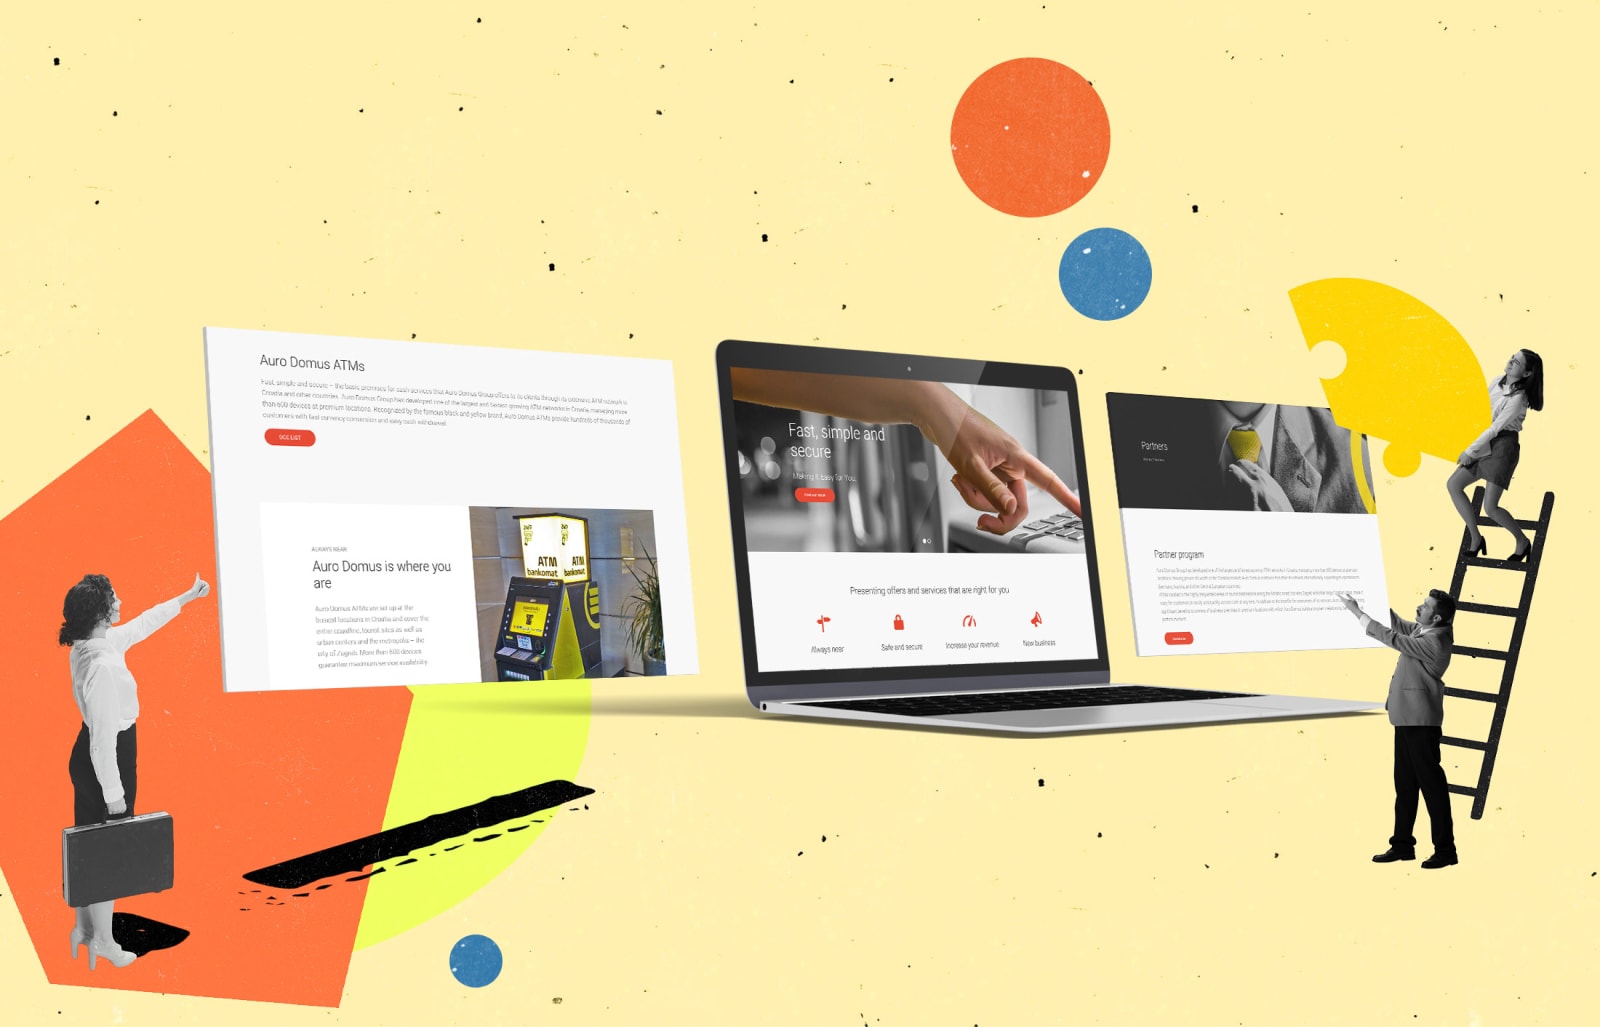 Auro Domus ATMs
Fast, simple and secure – the basic promises for cash services that Auro Domus Group offers to its clients through its extensive ATM network in
Croatia and other countries. Auro Domus Group has developed one of the largest and fastest growing ATM networks in Croatia, managing more
than 600 devices at premium locations. Recognized by the famous black and yellow brand, Auro Domus ATMs provide hundreds of thousands of
customers with fast currency conversion and easy cash withdrawal.
SEE LIST
ALWAYS NEAR
Auro Domus is where you
are
Auro Domus ATMs are set up at the
busiest locations in Croatia and cover the
entire coastline, tourist sites as well as
urban centers and the metropolis – the
city of Zagreb. More than 600 devices
guarantee maximum service availability
ATM
bankomat
ATM
bankomat
Fast, simple and
secure
Making it Easy for You.
Presenting offers and services that are right for you
Always near
Safe and secure
Increase your revenue
New business
Partners
Partner program